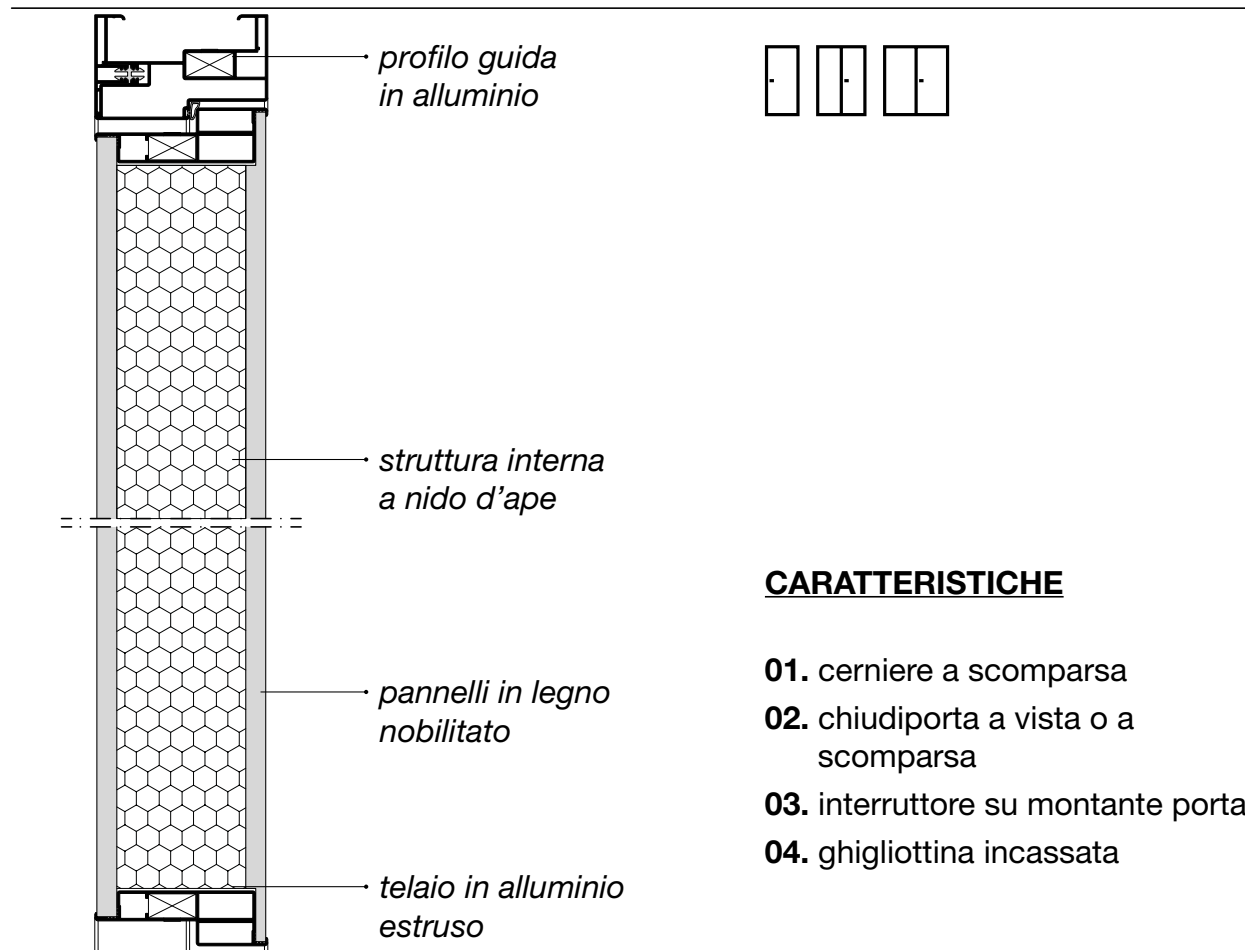 profilo guida
in alluminio
struttura interna
a nido d’ape
pannelli in legno
nobilitato
telaio in alluminio
estruso
CARATTERISTICHE
01. cerniere a scomparsa
02. chiudiporta a vista o a
scomparsa
03. interruttore su montante porta
04. ghigliottina incassata